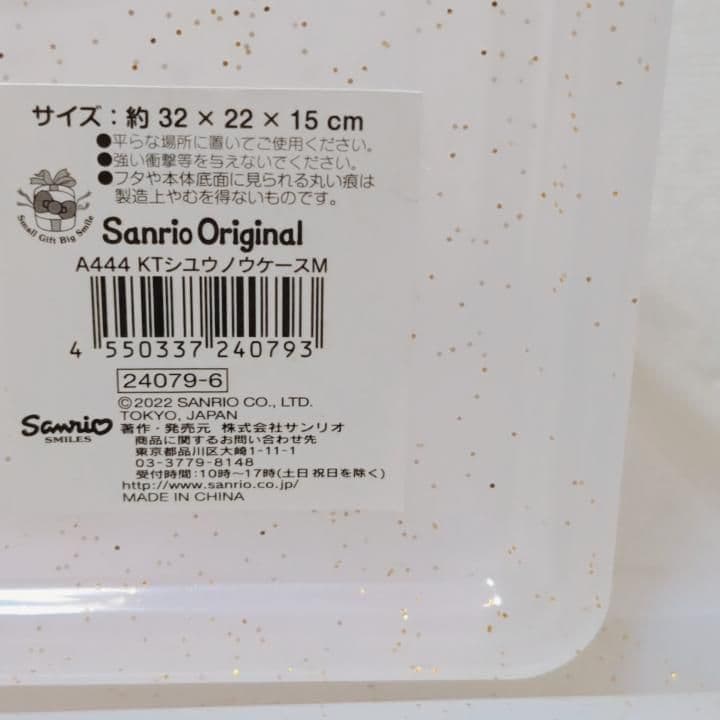 サイズ：約 32 × 22 × 15 cm
●平らな場所に置いてご使用ください。
●強い衝撃等を与えないでください。
●フタや本体底面に見られる丸い痕は
製造上やむを得ないものです。
Small Gift Big Smile
Sanrio Original
A444 KTシユウノウケースM
4 550337 240793
24079-6
©2022 SANRIO CO., LTD.
TOKYO, JAPAN
Sanrio
SMILES
著作・発売元 株式会社サンリオ
商品に関するお問い合わせ先
東京都品川区大崎1-11-1
03-3779-8148
受付時間：10時〜17時(土日祝日を除く)
http://www.sanrio.co.jp/
MADE IN CHINA